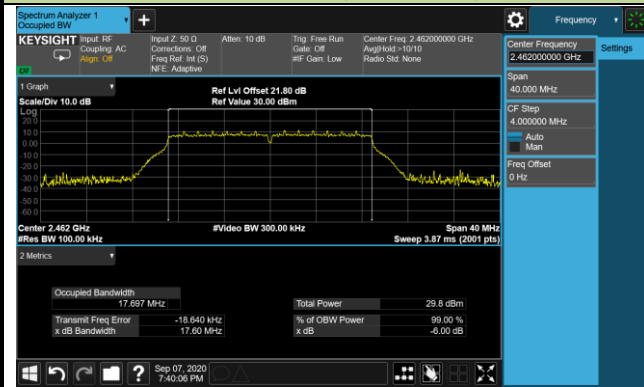 Spectrum Analyzer 1
Occupied BW
Frequency
KEYSIGHT
Input: RF
Coupling: AC
Align: Off
Input Z: 50 Ω
Corrections: Off
Freq Ref: Int (S)
NFE: Adaptive
Atten: 10 dB
Trig: Free Run
Gate: Off
#IF Gain: Low
Center Freq: 2.462000000 GHz
Avg|Hold:>10/10
Radio Std: None
Center Frequency
2.462000000 GHz
Settings
Span
40.000 MHz
CF Step
4.000000 MHz
Auto
Man
Freq Offset
0 Hz
1 Graph
Scale/Div 10.0 dB
Ref Lvl Offset 21.80 dB
Ref Value 30.00 dBm
Log
20.0
10.0
0.00
-10.0
-20.0
-30.0
-40.0
-50.0
-60.0
Center 2.462 GHz
#Res BW 100.00 kHz
#Video BW 300.00 kHz
Span 40 MHz
Sweep 3.87 ms (2001 pts)
2 Metrics
Occupied Bandwidth
17.697 MHz
Total Power 29.8 dBm
Transmit Freq Error -18.640 kHz
% of OBW Power 99.00 %
x dB Bandwidth 17.60 MHz
x dB -6.00 dB
Sep 07, 2020
7:40:06 PM